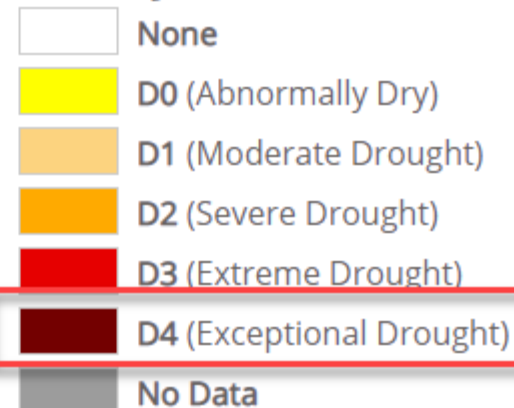 None
D0 (Abnormally Dry)
D1 (Moderate Drought)
D2 (Severe Drought)
D3 (Extreme Drought)
D4 (Exceptional Drought)
No Data